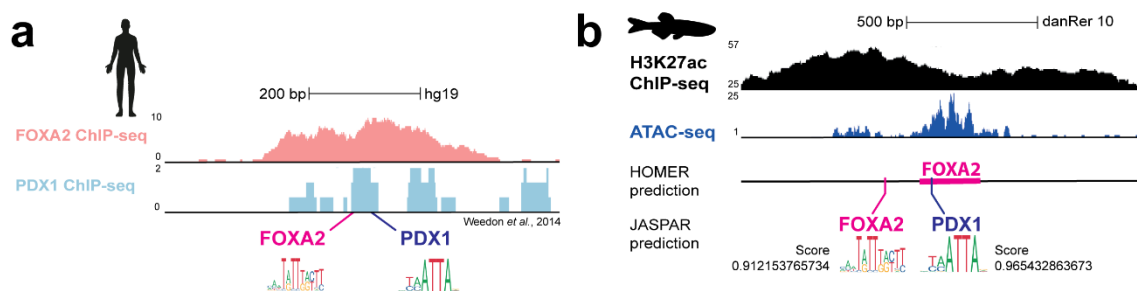 a
200 bp
hg19
FOXA2 ChIP-seq
10
0
PDX1 ChIP-seq
2
0
Weedon et al., 2014
FOXA2
PDX1
b
500 bp
danRer 10
H3K27ac
ChIP-seq
57
25
ATAC-seq
25
1
HOMER
prediction
FOXA2
JASPAR
prediction
FOXA2
PDX1
Score
0.912153765734
Score
0.965432863673